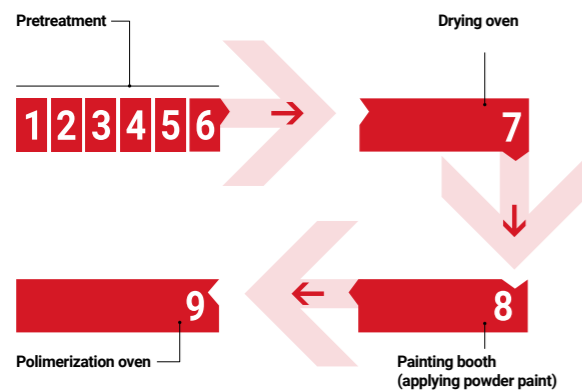 Pretreatment
Drying oven
1 2 3 4 5 6
7
9
8
Polimerization oven
Painting booth
(applying powder paint)